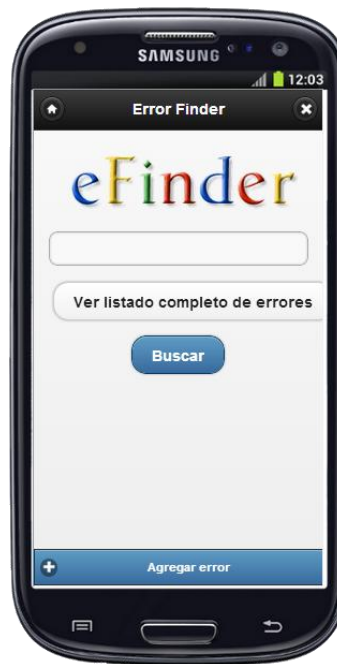 SAMSUNG
12:03
Error Finder
eFinder
Ver listado completo de errores
Buscar
Agregar error